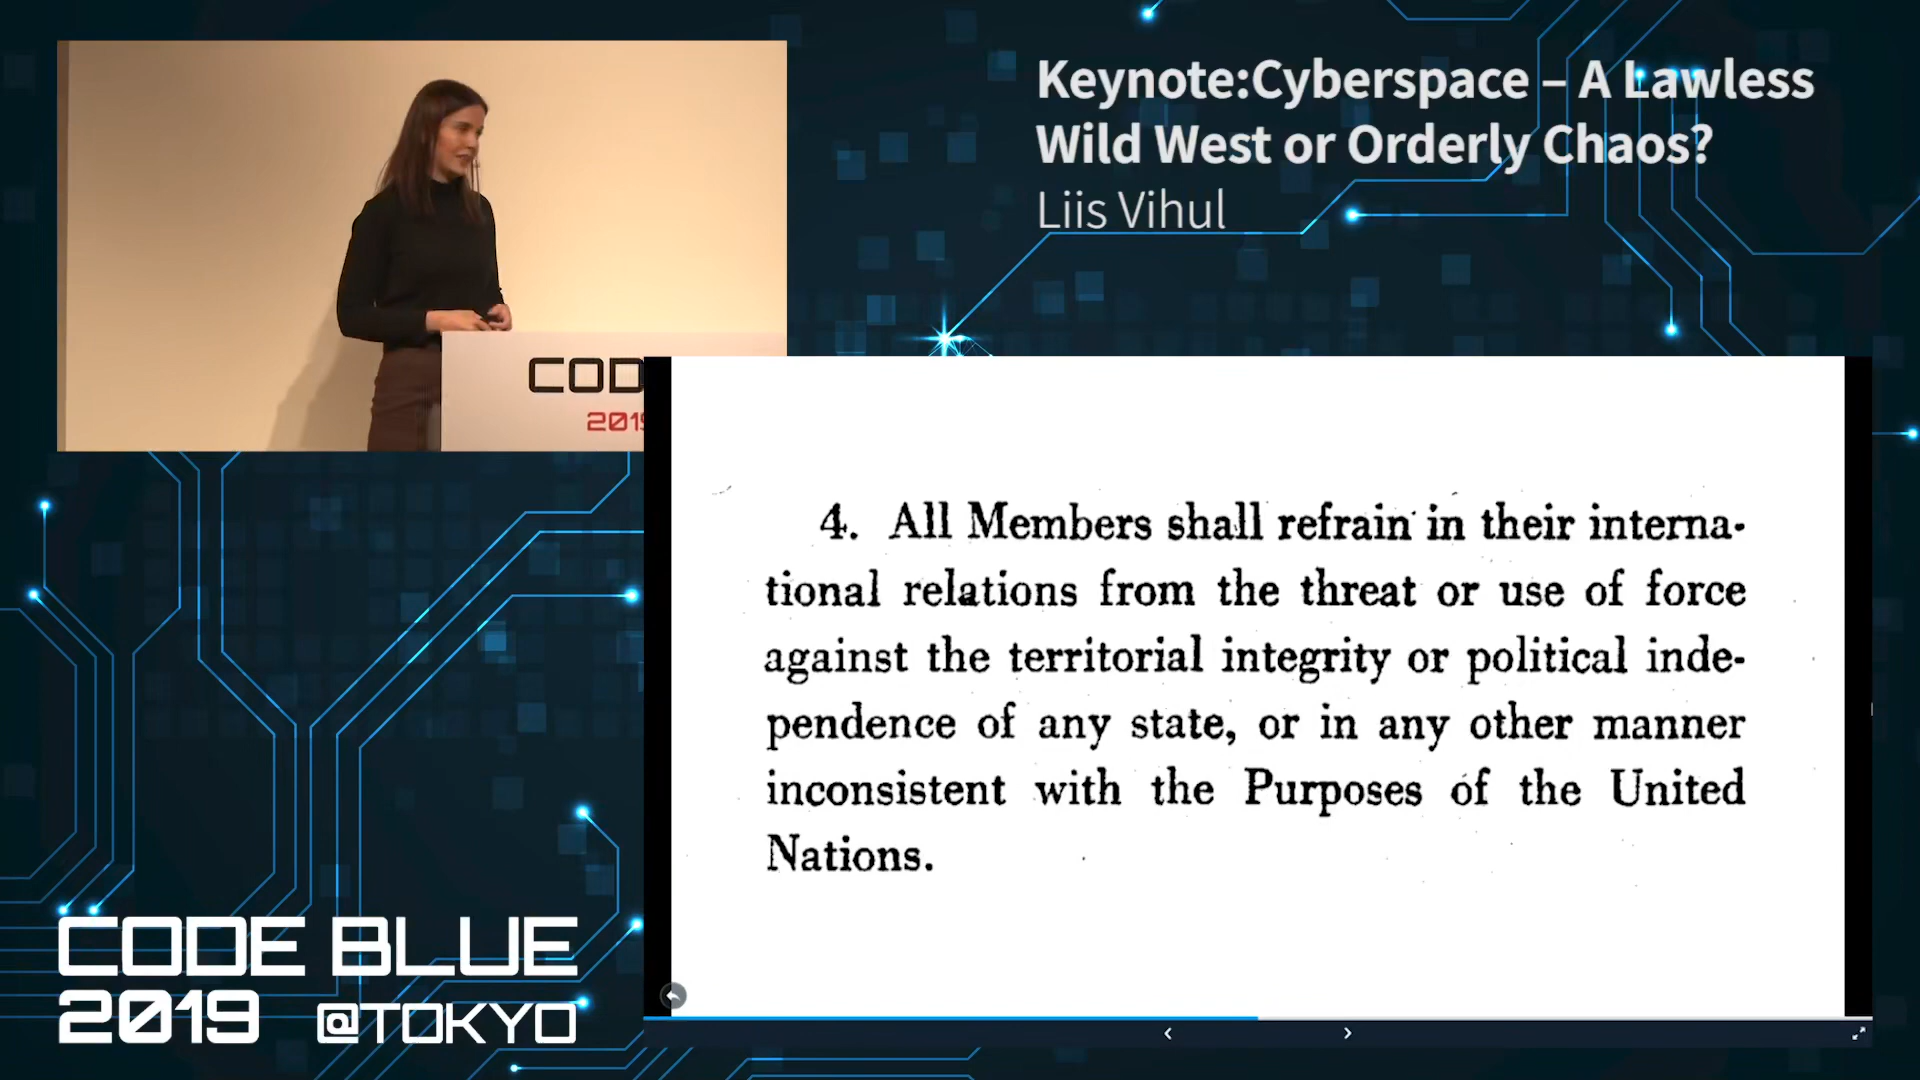 Keynote:Cyberspace – A Lawless
Wild West or Orderly Chaos?
Liis Vihul
COD
2019
4. All Members shall refrain in their interna-
tional relations from the threat or use of force
against the territorial integrity or political inde-
pendence of any state, or in any other manner
inconsistent with the Purposes of the United
Nations.
CODE BLUE
2019 @TOKYO